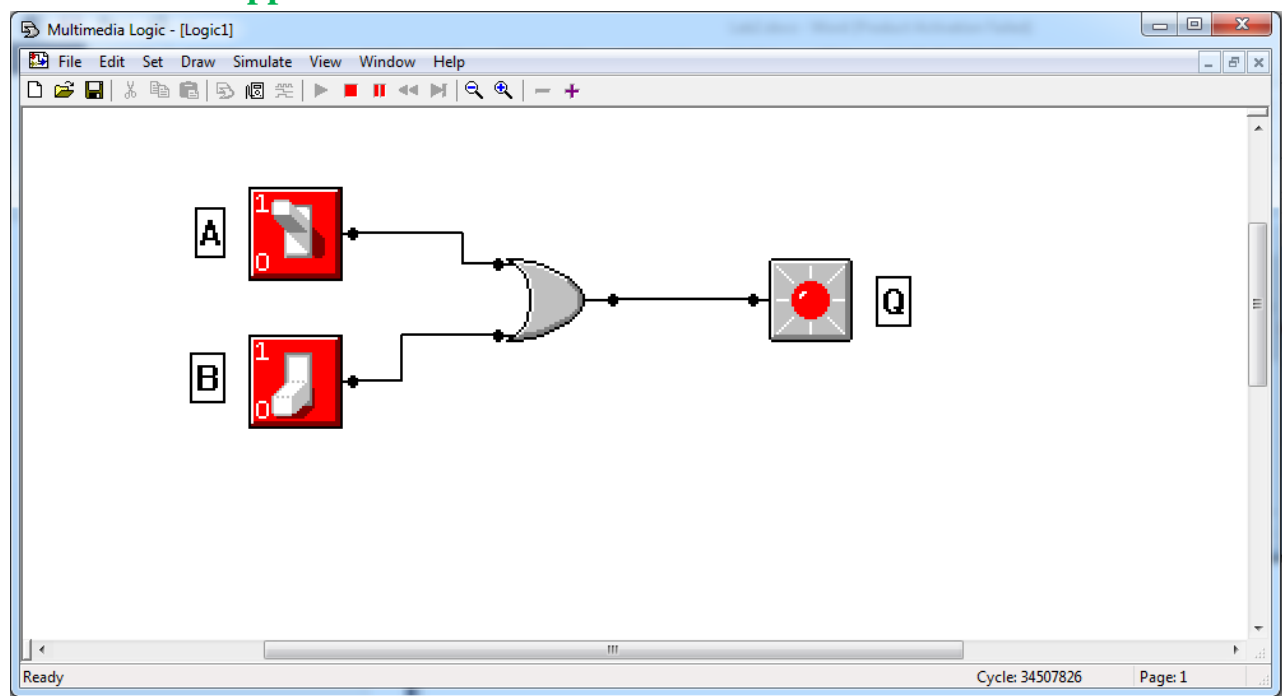 Multimedia Logic - [Logic1]
File Edit Set Draw Simulate View Window Help
A
1
0
Q
B
1
0
Ready
Cycle: 34507826
Page: 1